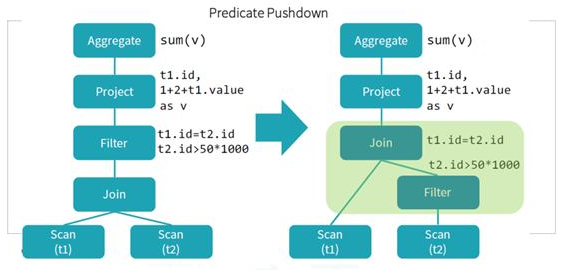 Predicate Pushdown
Aggregate
sum(v)
Project
t1.id,
1+2+t1.value
as v
Filter
t1.id=t2.id
t2.id>50*1000
Join
Scan
(t1)
Scan
(t2)
Aggregate
sum(v)
Project
t1.id,
1+2+t1.value
as v
Join
t1.id=t2.id
t2.id>50*1000
Filter
Scan
(t1)
Scan
(t2)